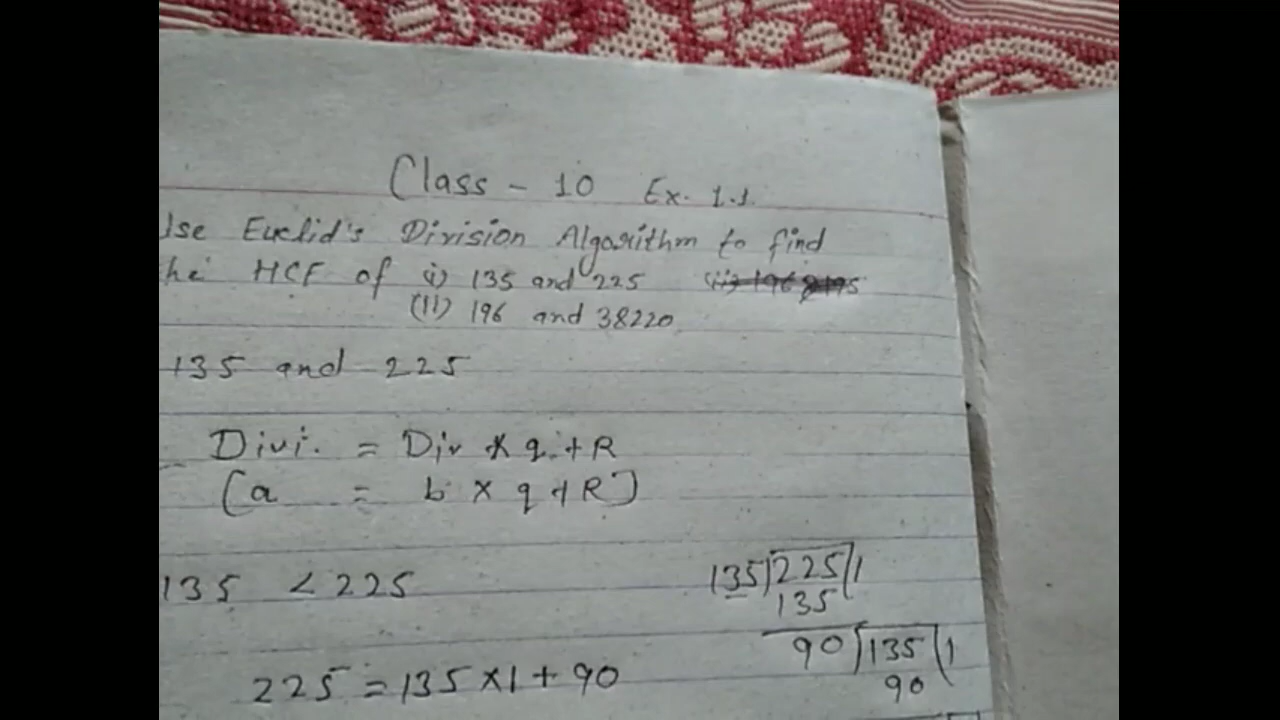 Class - 10 Ex. 1.1.
Use Euclid's Division Algorithm to find
he HCF of i) 135 and 225
(II) 196 and 38220
135 and 225
Divi. = Div × q + R
(a = b × q + R)
135 < 225
135)225(1
135
90)135(1
225 = 135 × 1 + 90
90